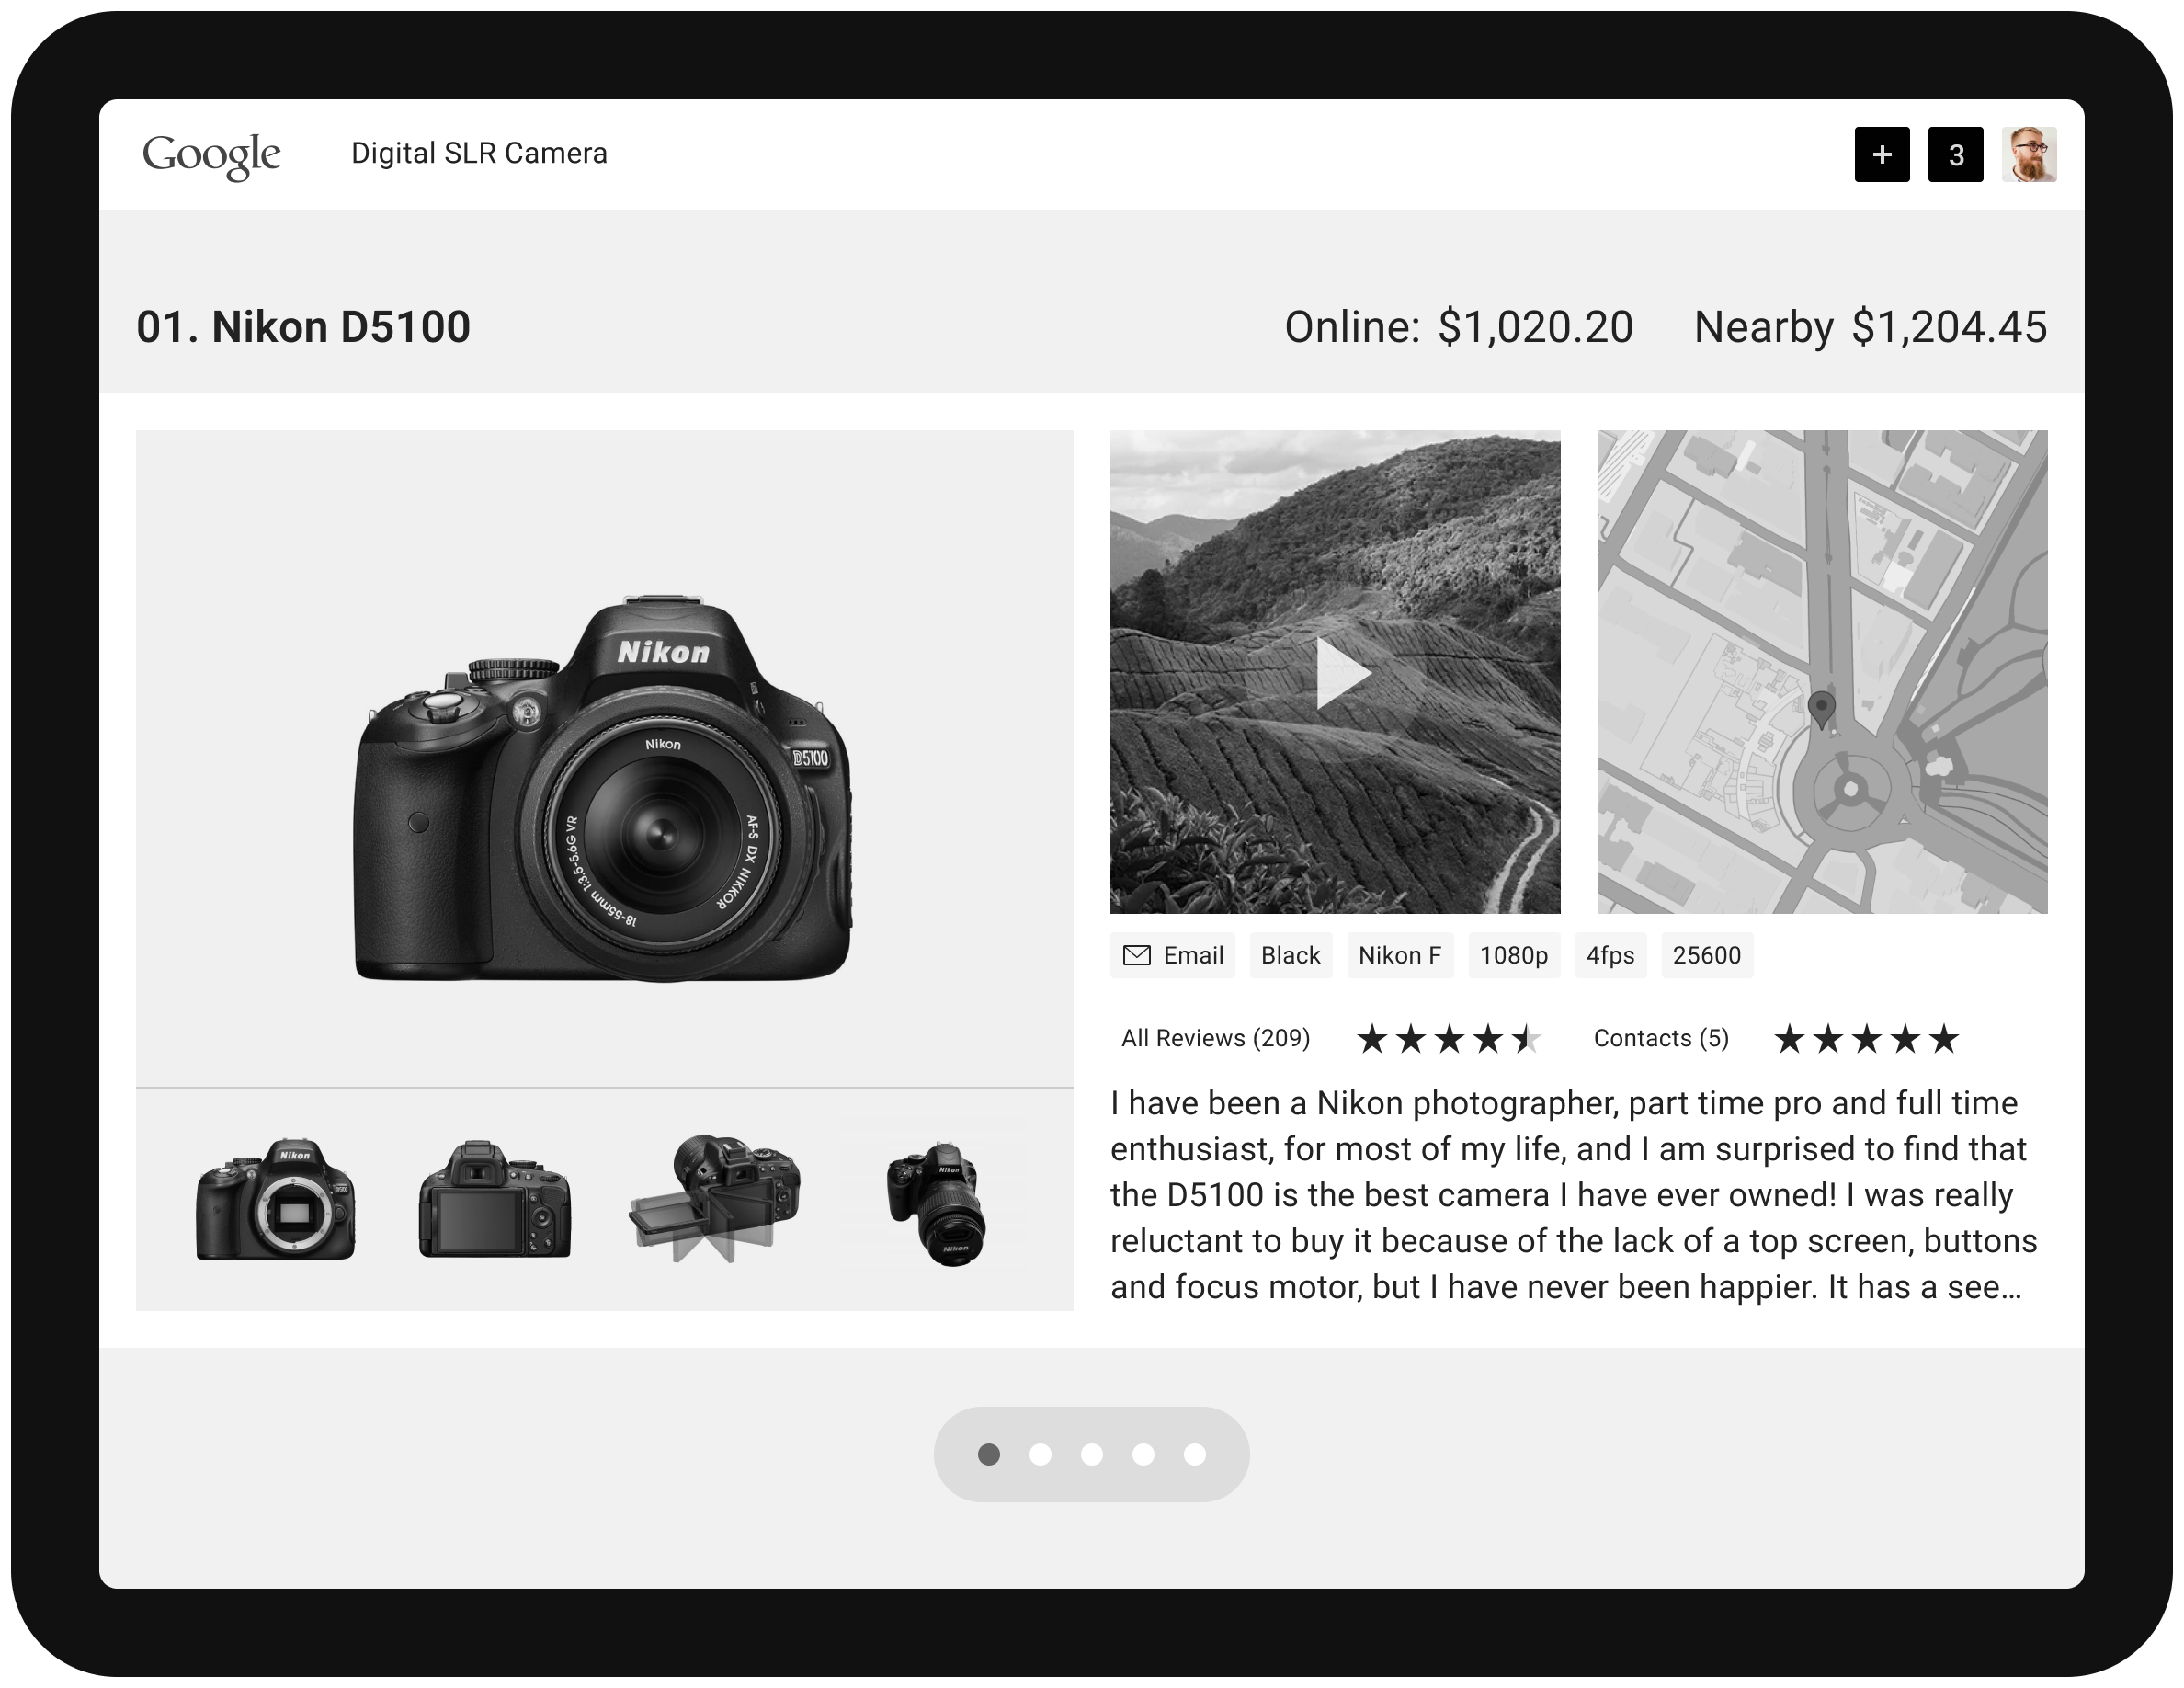 Google
Digital SLR Camera
+
3
01. Nikon D5100
Online: $1,020.20
Nearby $1,204.45
Nikon
D5100
Nikon
AF-S DX NIKKOR
18-55mm 1:3.5-5.6G VR
Email
Black
Nikon F
1080p
4fps
25600
All Reviews (209)
★★★★★
Contacts (5)
★★★★★
I have been a Nikon photographer, part time pro and full time
enthusiast, for most of my life, and I am surprised to find that
the D5100 is the best camera I have ever owned! I was really
reluctant to buy it because of the lack of a top screen, buttons
and focus motor, but I have never been happier. It has a see…
Nikon
Nikon
Nikon